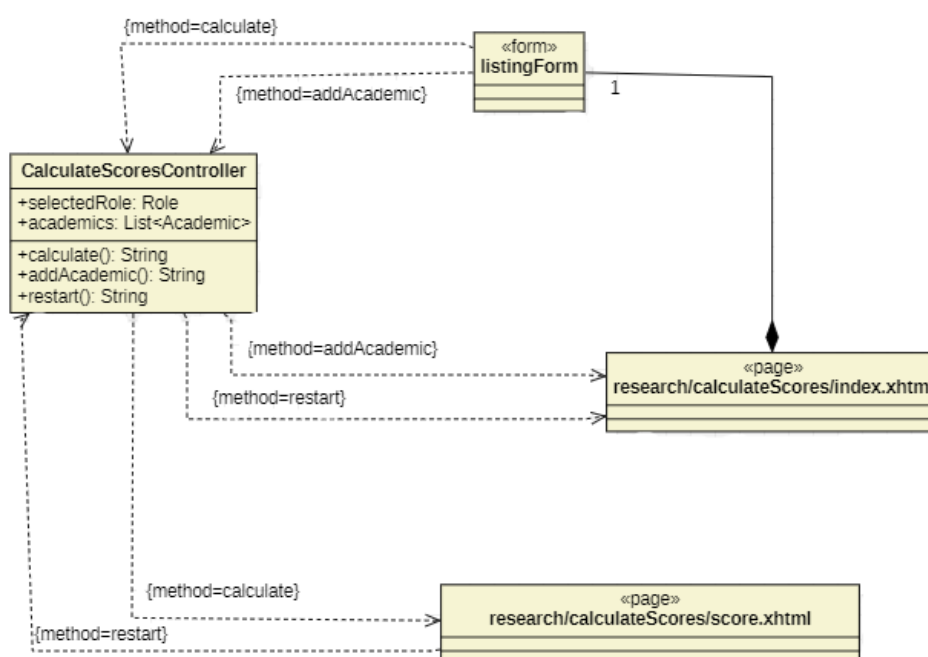 {method=calculate}
«form»
listingForm
1
{method=addAcademic}
CalculateScoresController
+selectedRole: Role
+academics: List<Academic>
+calculate(): String
+addAcademic(): String
+restart(): String
{method=addAcademic}
«page»
research/calculateScores/index.xhtm
{method=restart}
{method=calculate}
«page»
research/calculateScores/score.xhtml
{method=restart}